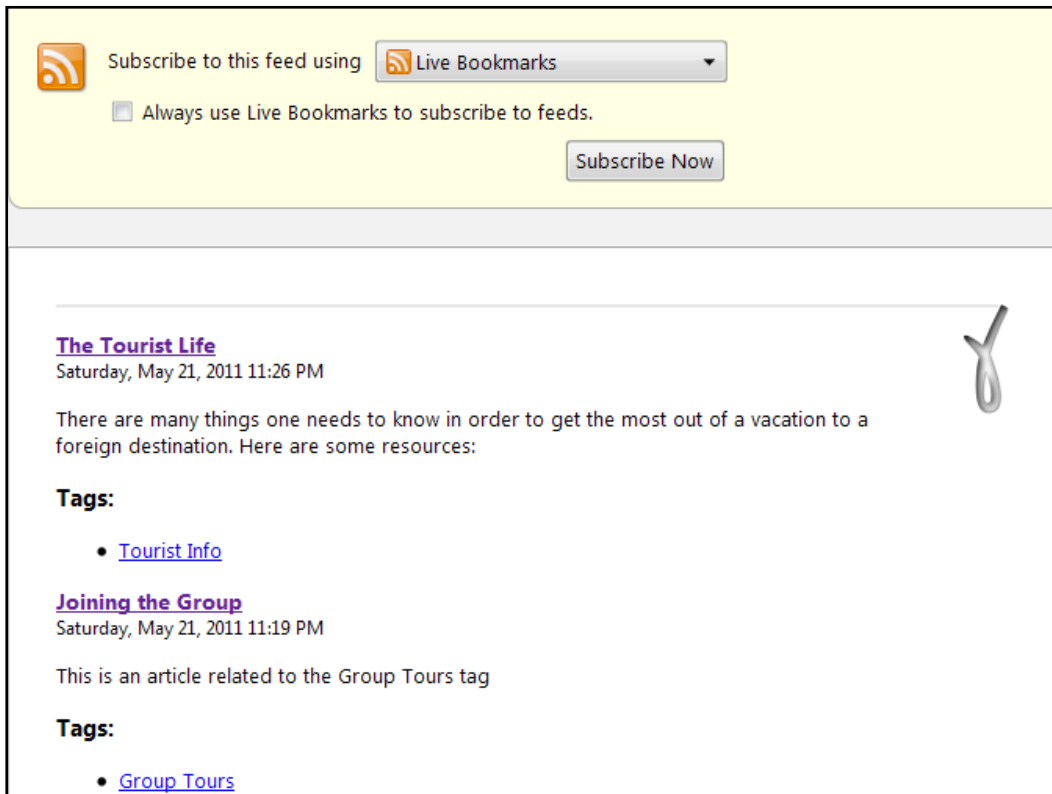 Subscribe to this feed using Live Bookmarks
Always use Live Bookmarks to subscribe to feeds.
Subscribe Now
The Tourist Life
Saturday, May 21, 2011 11:26 PM
There are many things one needs to know in order to get the most out of a vacation to a
foreign destination. Here are some resources:
Tags:
• Tourist Info
Joining the Group
Saturday, May 21, 2011 11:19 PM
This is an article related to the Group Tours tag
Tags:
• Group Tours